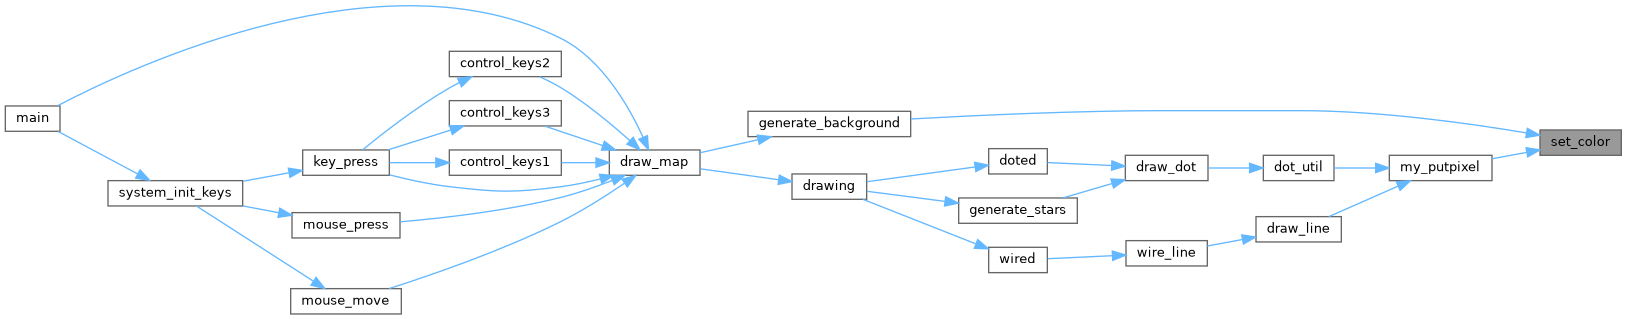 main
system_init_keys
key_press
mouse_press
mouse_move
control_keys2
control_keys3
control_keys1
draw_map
generate_background
drawing
doted
generate_stars
wired
draw_dot
wire_line
dot_util
draw_line
my_putpixel
set_color